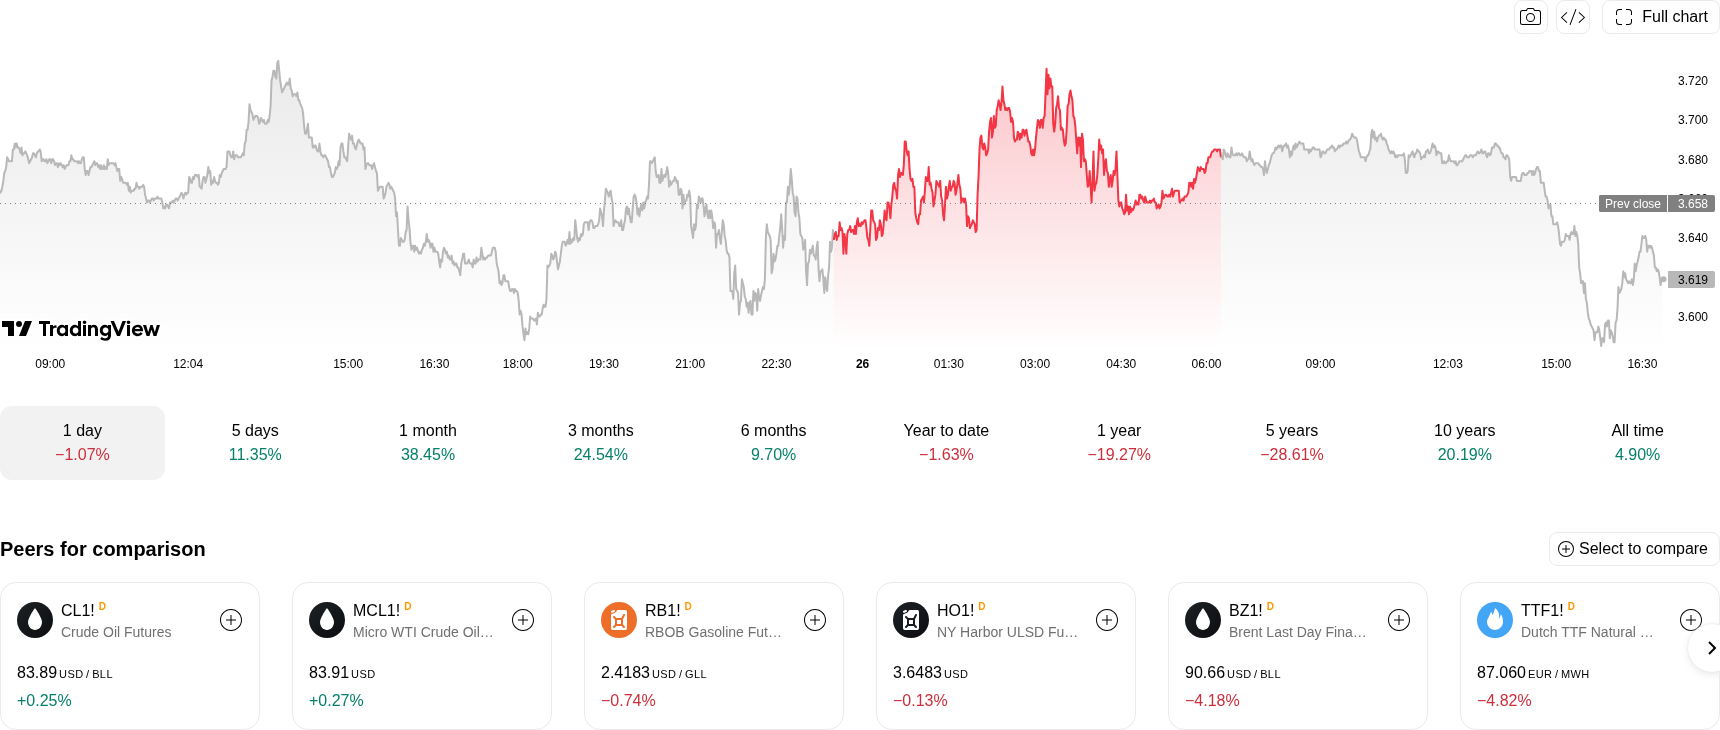 Full chart
3.720
3.700
3.680
Prev close 3.658
3.640
3.619
3.600
TradingView
09:00 12:04 15:00 16:30 18:00 19:30 21:00 22:30 26 01:30 03:00 04:30 06:00 09:00 12:03 15:00 16:30
1 day 5 days 1 month 3 months 6 months Year to date 1 year 5 years 10 years All time
−1.07% 11.35% 38.45% 24.54% 9.70% −1.63% −19.27% −28.61% 20.19% 4.90%
Peers for comparison
Select to compare
CL1! D
Crude Oil Futures
83.89 USD / BLL
+0.25%
MCL1! D
Micro WTI Crude Oil…
83.91 USD
+0.27%
RB1! D
RBOB Gasoline Fut…
2.4183 USD / GLL
−0.74%
HO1! D
NY Harbor ULSD Fu…
3.6483 USD
−0.13%
BZ1! D
Brent Last Day Fina…
90.66 USD / BLL
−4.18%
TTF1! D
Dutch TTF Natural …
87.060 EUR / MWH
−4.82%